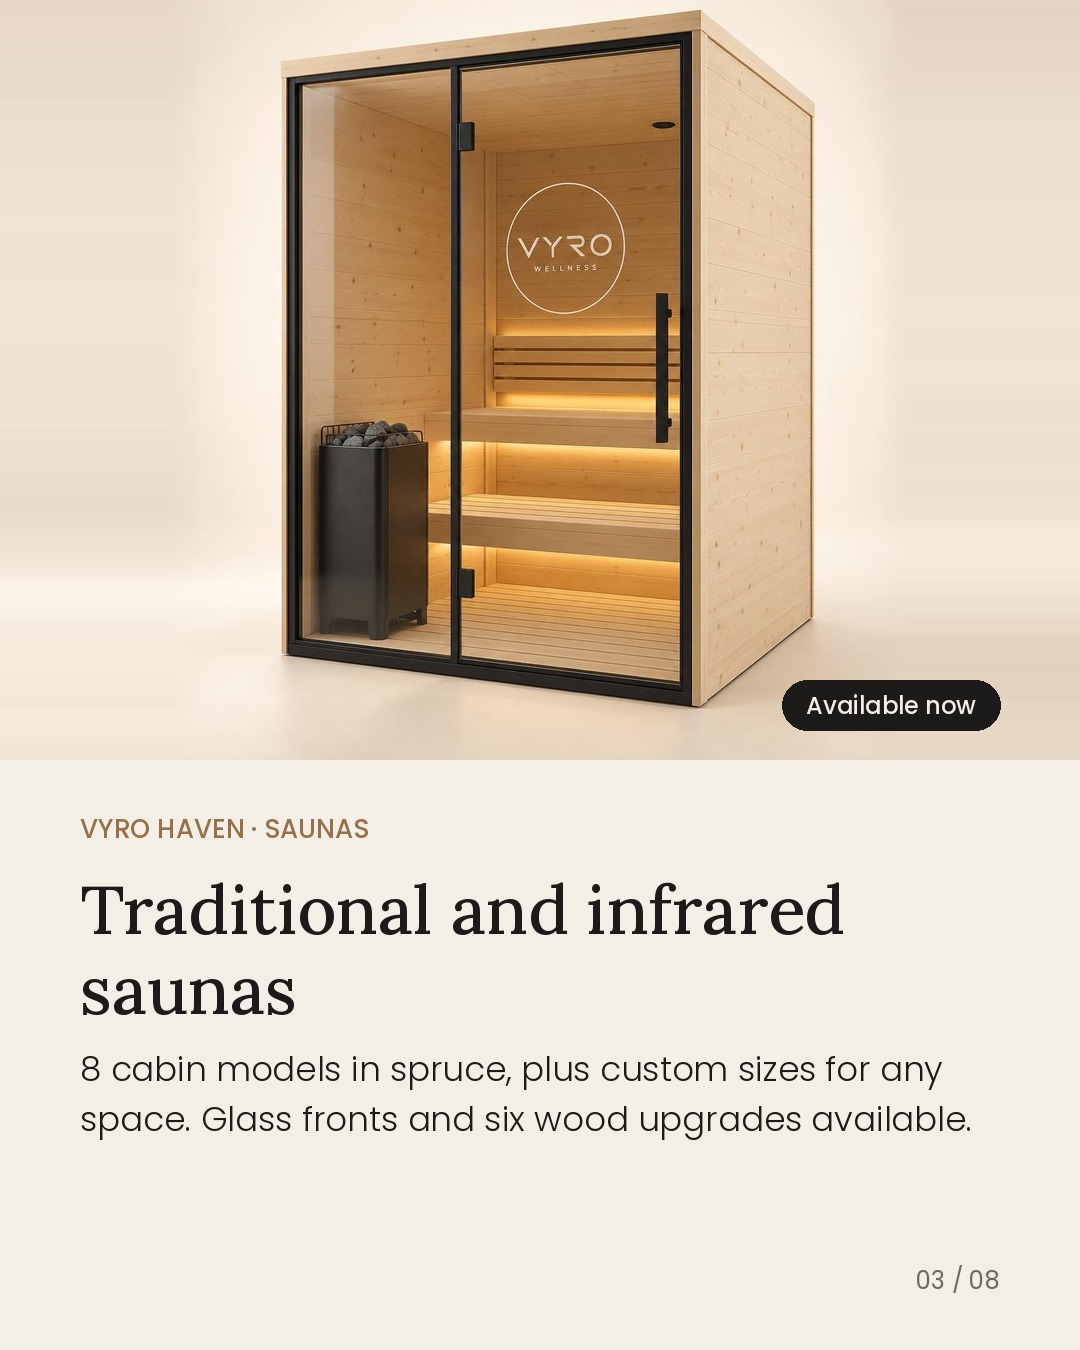 VYRO
WELLNESS
Available now
VYRO HAVEN · SAUNAS
Traditional and infrared
saunas
8 cabin models in spruce, plus custom sizes for any
space. Glass fronts and six wood upgrades available.
03 / 08